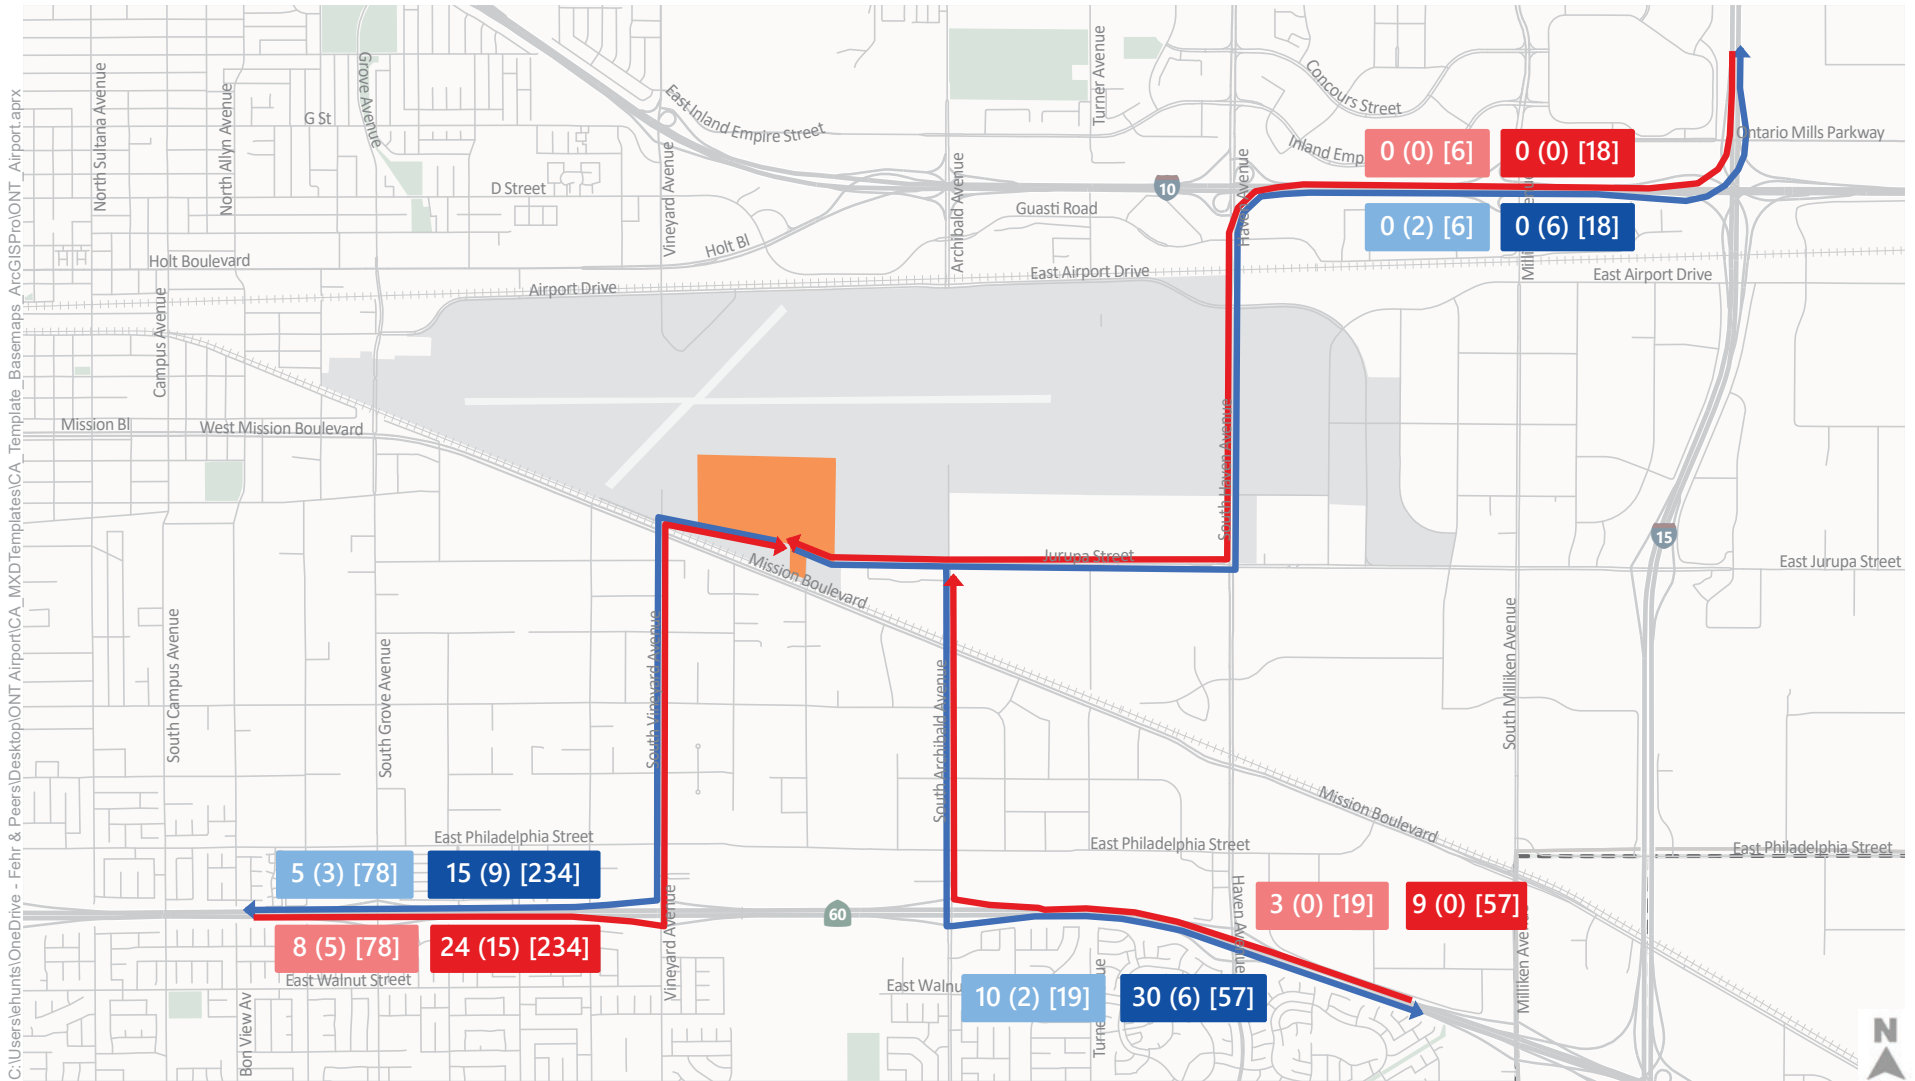 C:\Users\ehunts\OneDrive - Fehr & Peers\Desktop\ONT Airport\CA_MXDTemplates\CA_Template_Basemaps_ArcGISPro\ONT_Airport.aprx
North Sultana Avenue
North Allyn Avenue
Grove Avenue
G St
D Street
East Inland Empire Street
Vineyard Avenue
Turner Avenue
Concours Street
Archibald Avenue
10
Guasti Road
Holt Bl
Holt Boulevard
Airport Drive
East Airport Drive
Inland Emp
0 (0) [6]
0 (0) [18]
Ontario Mills Parkway
0 (2) [6]
0 (6) [18]
East Airport Drive
Campus Avenue
Mission Bl
West Mission Boulevard
South Haven Avenue
Jurupa Street
15
East Jurupa Street
Mission Boulevard
South Campus Avenue
South Grove Avenue
South Vineyard Avenue
South Archibald Avenue
South Milliken Avenue
Mission Boulevard
East Philadelphia Street
East Philadelphia Street
East Philadelphia Street
5 (3) [78]
15 (9) [234]
60
8 (5) [78]
24 (15) [234]
East Walnut Street
Vineyard Avenue
Haven Avenue
3 (0) [19]
9 (0) [57]
East Walnu
10 (2) [19]
30 (6) [57]
Bon View Av
N